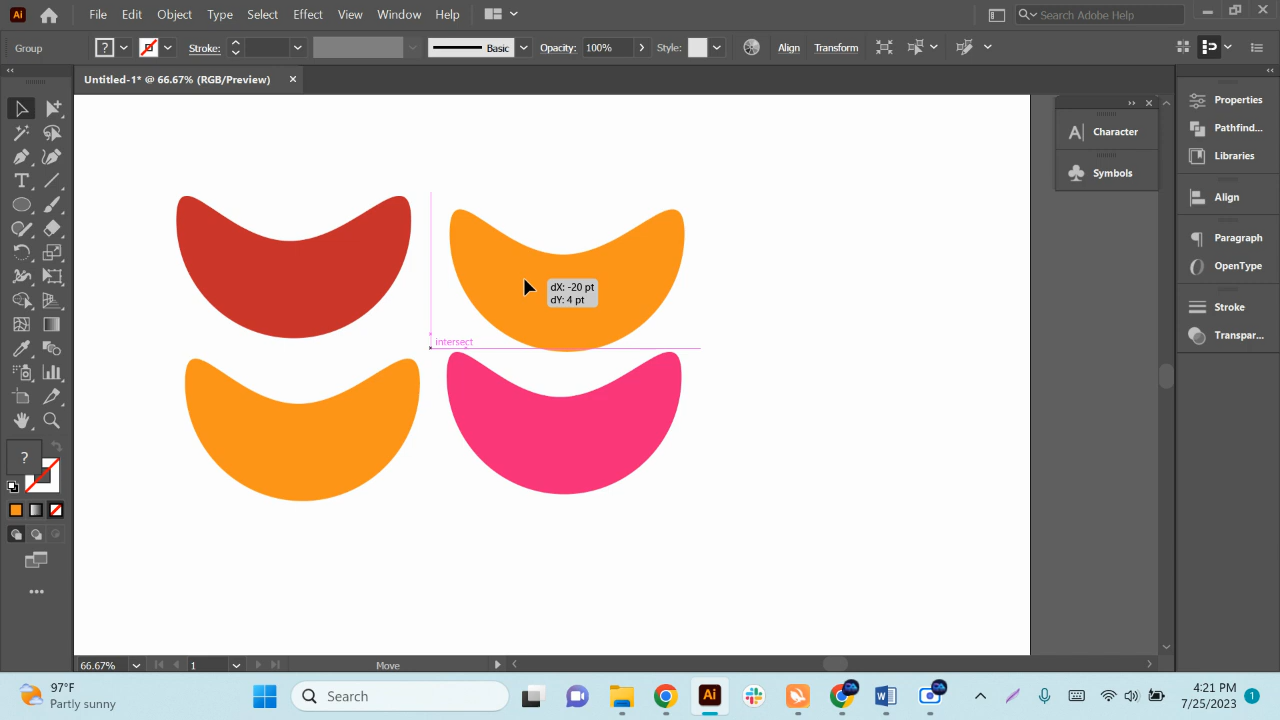 Ai File Edit Object Type Select Effect View Window Help Search Adobe Help
Group ? Stroke: Basic Opacity: 100% Style: Align Transform
Untitled-1* @ 66.67% (RGB/Preview) ×
Character
Symbols
Properties
Pathfind...
Libraries
Align
Paragraph
OpenType
Stroke
Transpar...
dX: -20 pt
dY: 4 pt
intersect
?
66.67% 1 Move
97°F
Partly sunny
Search
Ai
4:21 PM
7/25/2023
1